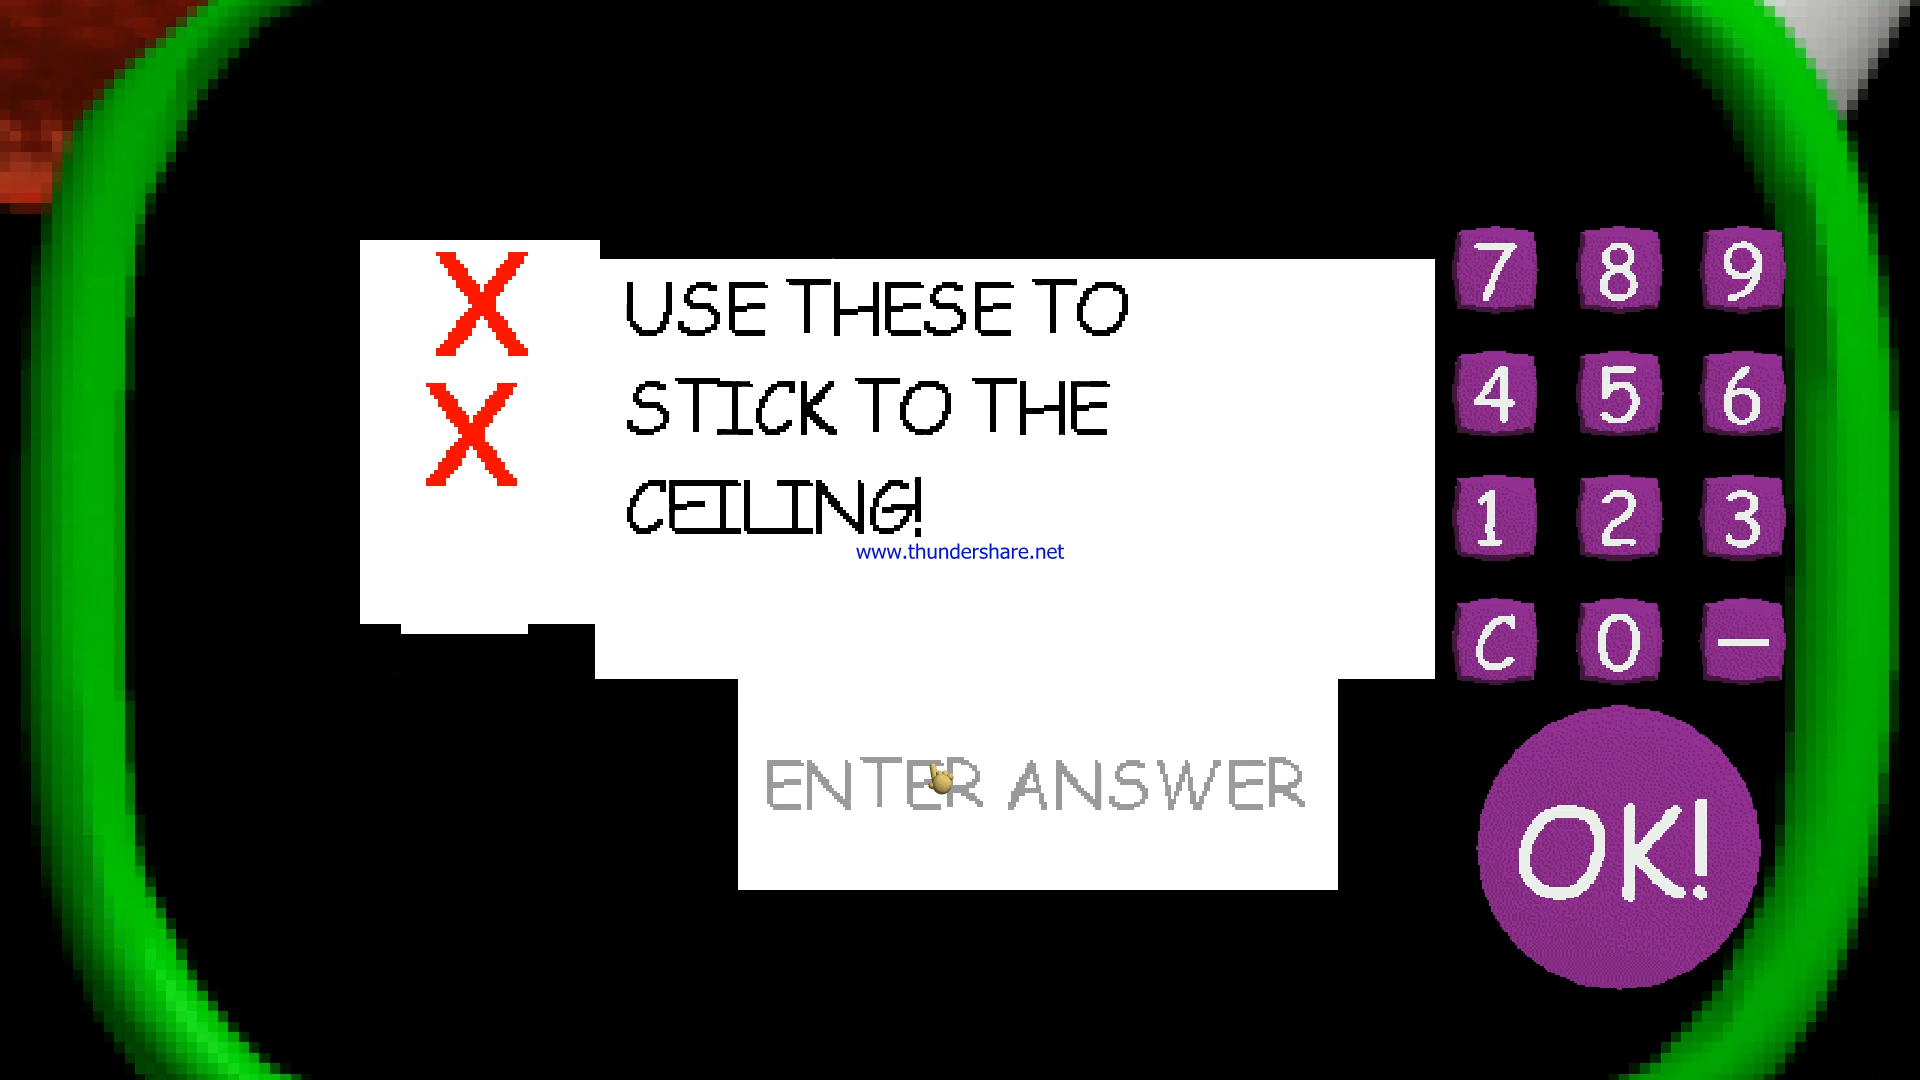 X
X
USE THESE TO
STICK TO THE
CEILING!
www.thundershare.net
ENTER ANSWER
7 8 9
4 5 6
1 2 3
C 0 —
OK!